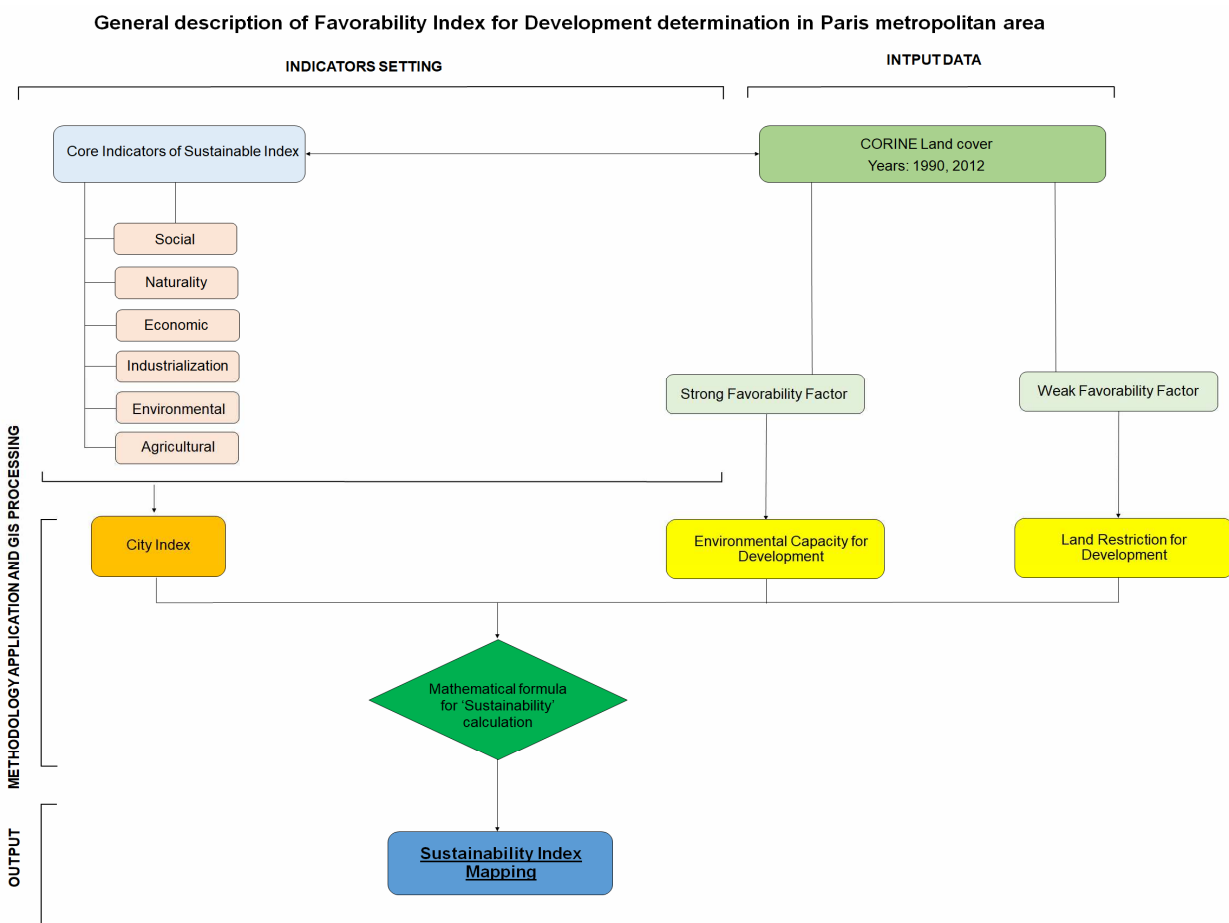 General description of Favorability Index for Development determination in Paris metropolitan area
INDICATORS SETTING
INTPUT DATA
Core Indicators of Sustainable Index
CORINE Land cover
Years: 1990, 2012
Social
Naturality
Economic
Industrialization
Environmental
Agricultural
Strong Favorability Factor
Weak Favorability Factor
METHODOLOGY APPLICATION AND GIS PROCESSING
City Index
Environmental Capacity for
Development
Land Restriction for
Development
Mathematical formula
for ‘Sustainability’
calculation
OUTPUT
Sustainability Index
Mapping